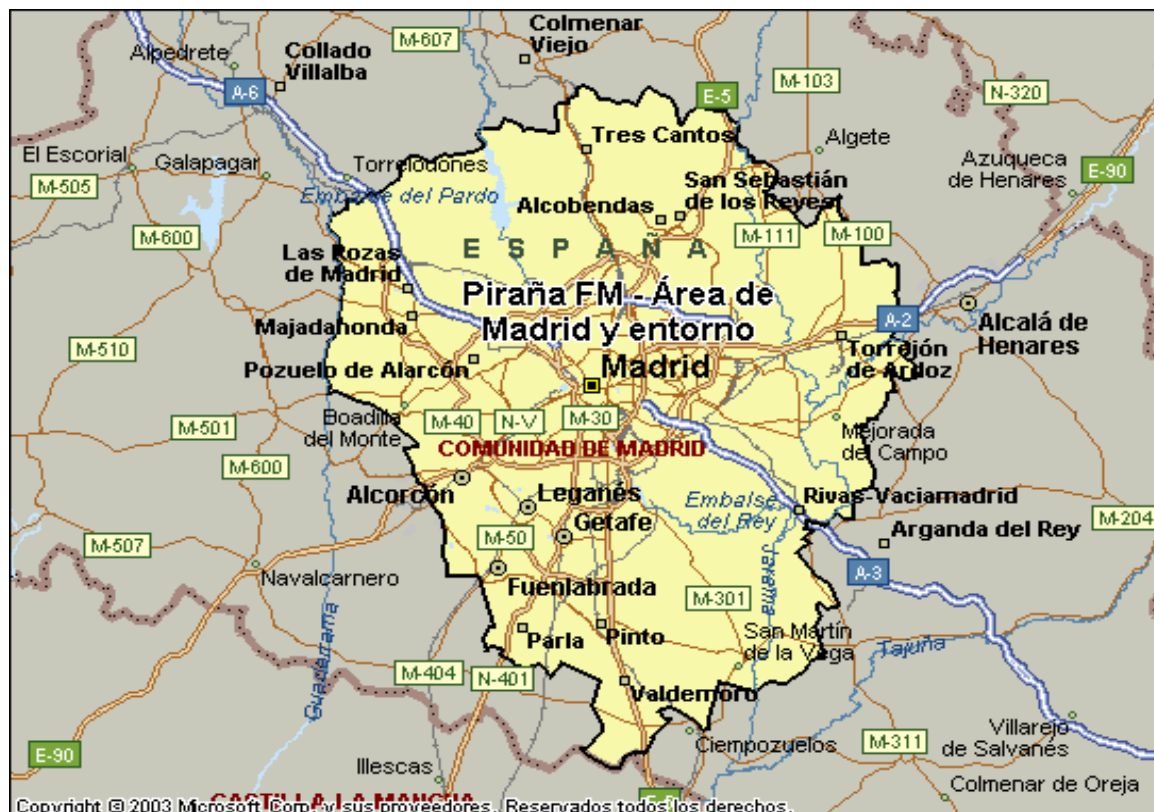 Colmenar
Viejo
M-607
Alpedrete
Collado
Villalba
A-6
E-5
M-103
N-320
Tres Cantos
Algete
El Escorial
Galapagar
Torrelodones
Azuqueca
de Henares
E-90
M-505
Embalse del Pardo
San Sebastián
de los Reyes
Alcobendas
M-600
M-111
M-100
ESPAÑA
Las Rozas
de Madrid
Piraña FM - Área de
Madrid y entorno
Majadahonda
A-2
Alcalá de
Henares
M-510
Torrejón
de Ardoz
Pozuelo de Alarcón
Madrid
Boadilla
del Monte
M-40
N-V
M-30
M-501
Mejorada
del Campo
COMUNIDAD DE MADRID
M-600
Alcorcón
Leganés
Embalse
del Rey
Rivas-Vaciamadrid
Getafe
M-204
Arganda del Rey
M-507
M-50
Jarama
Navalcarnero
Fuenlabrada
A-3
M-301
Guadarrama
Parla
Pinto
San Martín
de la Vega
Tajuña
M-404
N-401
Valdemoro
Villarejo
de Salvanés
E-90
Ciempozuelos
M-311
Illescas
E-5
Colmenar de Oreja
CASTILLA-LA MANCHA
Copyright © 2003 Microsoft Corp. y sus proveedores. Reservados todos los derechos.